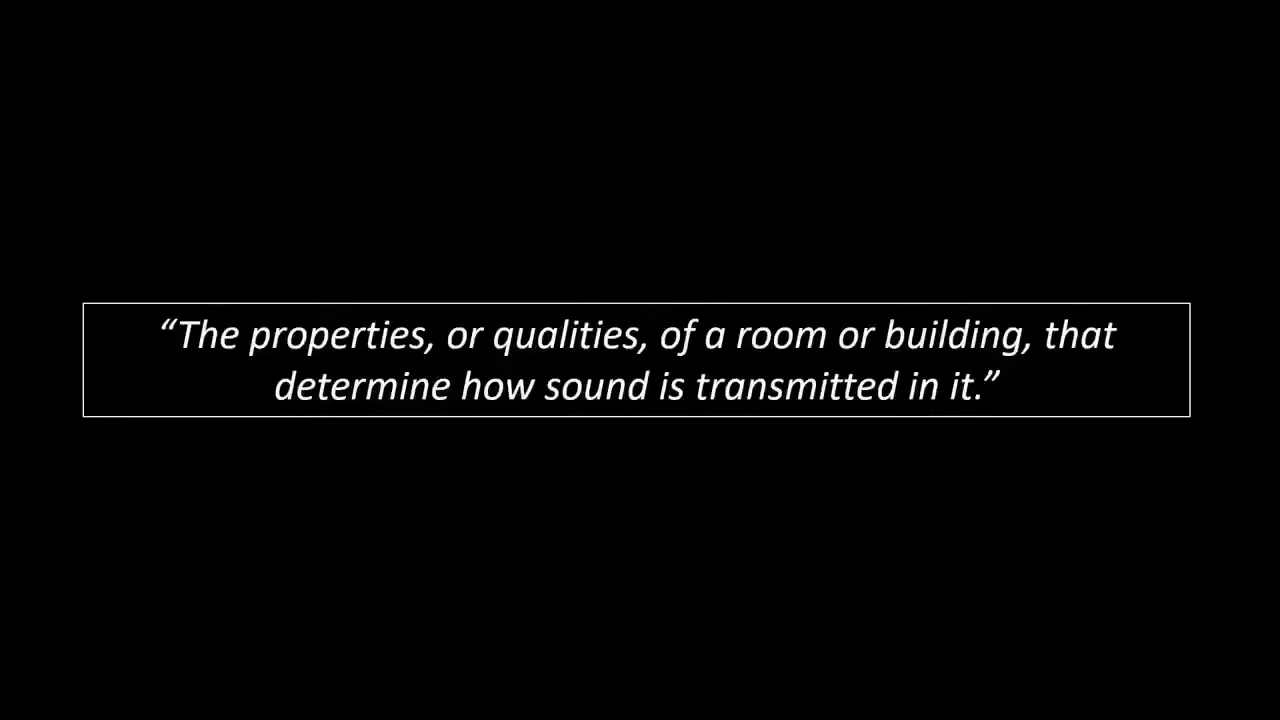 “The properties, or qualities, of a room or building, that
determine how sound is transmitted in it.”